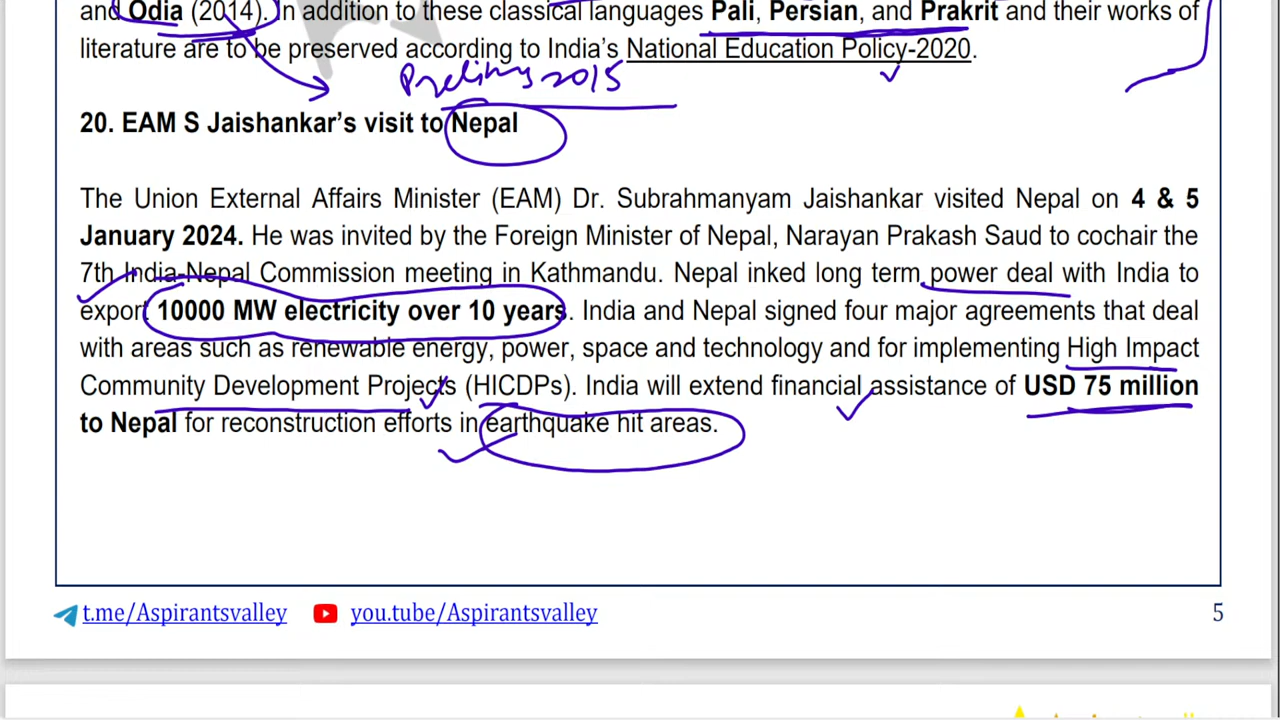 and Odia (2014). In addition to these classical languages Pali, Persian, and Prakrit and their works of
literature are to be preserved according to India's National Education Policy-2020.
Prelims 2015
20. EAM S Jaishankar's visit to Nepal
The Union External Affairs Minister (EAM) Dr. Subrahmanyam Jaishankar visited Nepal on 4 & 5
January 2024. He was invited by the Foreign Minister of Nepal, Narayan Prakash Saud to cochair the
7th India-Nepal Commission meeting in Kathmandu. Nepal inked long term power deal with India to
export 10000 MW electricity over 10 years. India and Nepal signed four major agreements that deal
with areas such as renewable energy, power, space and technology and for implementing High Impact
Community Development Projects (HICDPs). India will extend financial assistance of USD 75 million
to Nepal for reconstruction efforts in earthquake hit areas.
t.me/Aspirantsvalley
you.tube/Aspirantsvalley
5